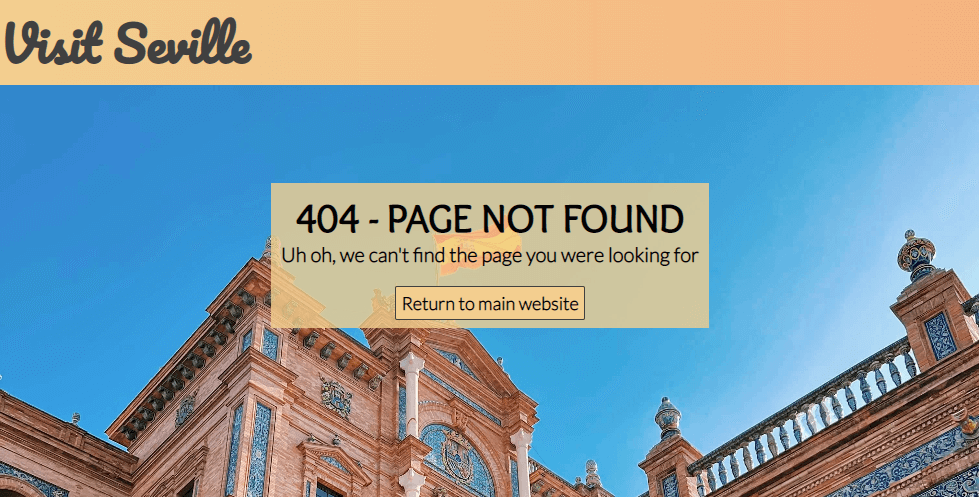 Visit Seville
404 - PAGE NOT FOUND
Uh oh, we can't find the page you were looking for
Return to main website